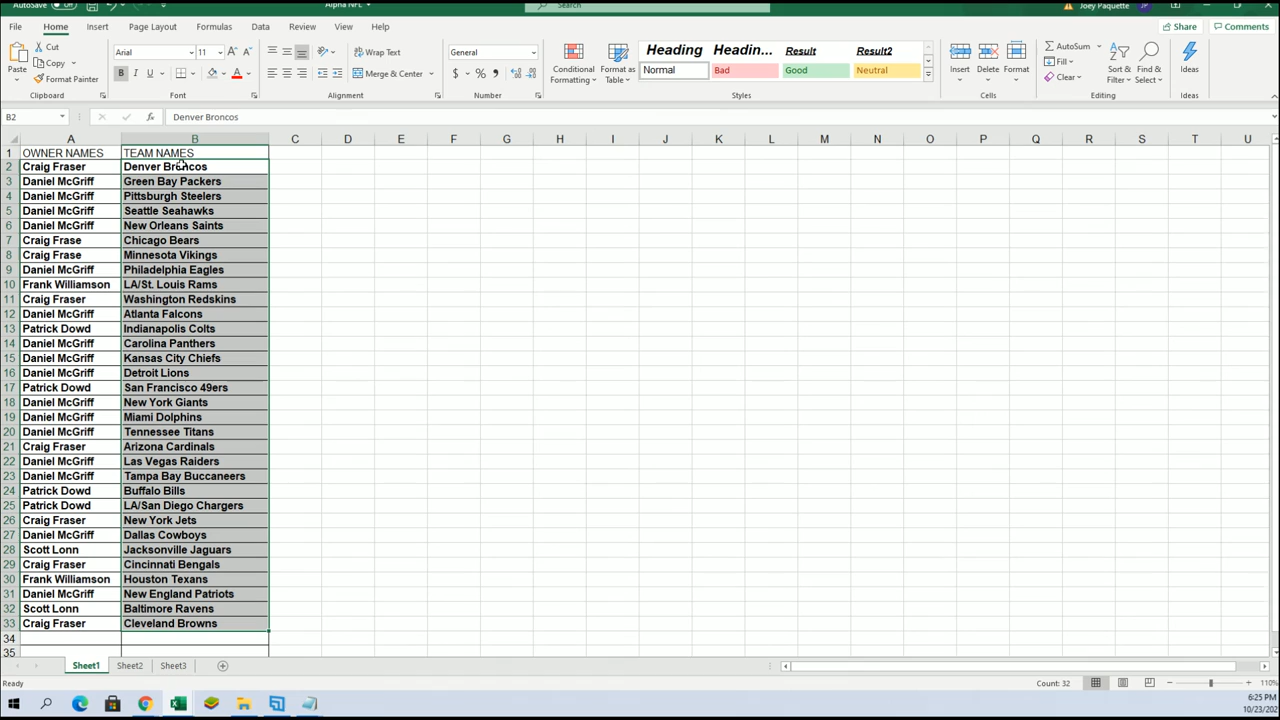 AutoSave
Alpha NFL
Search
Joey Paquette
JP
File Home Insert Page Layout Formulas Data Review View Help
Share Comments
Paste
Cut
Copy
Format Painter
Clipboard
Arial 11
B I U
Font
Wrap Text
Merge & Center
Alignment
General
$ % ,
Number
Conditional Formatting
Format as Table
Heading Headin... Result Result2
Normal Bad Good Neutral
Styles
Insert Delete Format
Cells
AutoSum
Fill
Clear
Sort & Filter
Find & Select
Editing
Ideas
Ideas
B2 fx Denver Broncos
A B C D E F G H I J K L M N O P Q R S T U
1 OWNER NAMES TEAM NAMES
2 Craig Fraser Denver Broncos
3 Daniel McGriff Green Bay Packers
4 Daniel McGriff Pittsburgh Steelers
5 Daniel McGriff Seattle Seahawks
6 Daniel McGriff New Orleans Saints
7 Craig Frase Chicago Bears
8 Craig Frase Minnesota Vikings
9 Daniel McGriff Philadelphia Eagles
10 Frank Williamson LA/St. Louis Rams
11 Craig Fraser Washington Redskins
12 Daniel McGriff Atlanta Falcons
13 Patrick Dowd Indianapolis Colts
14 Daniel McGriff Carolina Panthers
15 Daniel McGriff Kansas City Chiefs
16 Daniel McGriff Detroit Lions
17 Patrick Dowd San Francisco 49ers
18 Daniel McGriff New York Giants
19 Daniel McGriff Miami Dolphins
20 Daniel McGriff Tennessee Titans
21 Craig Fraser Arizona Cardinals
22 Daniel McGriff Las Vegas Raiders
23 Daniel McGriff Tampa Bay Buccaneers
24 Patrick Dowd Buffalo Bills
25 Patrick Dowd LA/San Diego Chargers
26 Craig Fraser New York Jets
27 Daniel McGriff Dallas Cowboys
28 Scott Lonn Jacksonville Jaguars
29 Craig Fraser Cincinnati Bengals
30 Frank Williamson Houston Texans
31 Daniel McGriff New England Patriots
32 Scott Lonn Baltimore Ravens
33 Craig Fraser Cleveland Browns
34
35
Sheet1 Sheet2 Sheet3
Ready Count: 32 110%
6:25 PM
10/23/202